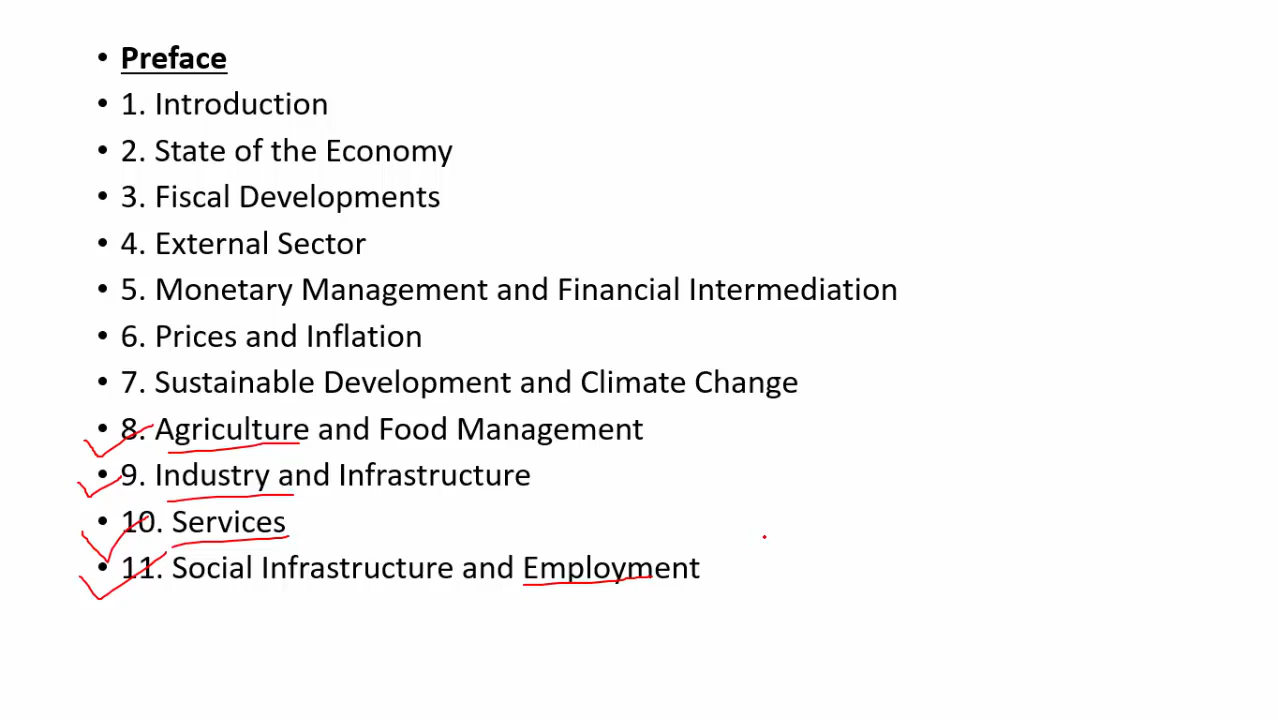 • Preface
• 1. Introduction
• 2. State of the Economy
• 3. Fiscal Developments
• 4. External Sector
• 5. Monetary Management and Financial Intermediation
• 6. Prices and Inflation
• 7. Sustainable Development and Climate Change
• 8. Agriculture and Food Management
• 9. Industry and Infrastructure
• 10. Services
• 11. Social Infrastructure and Employment